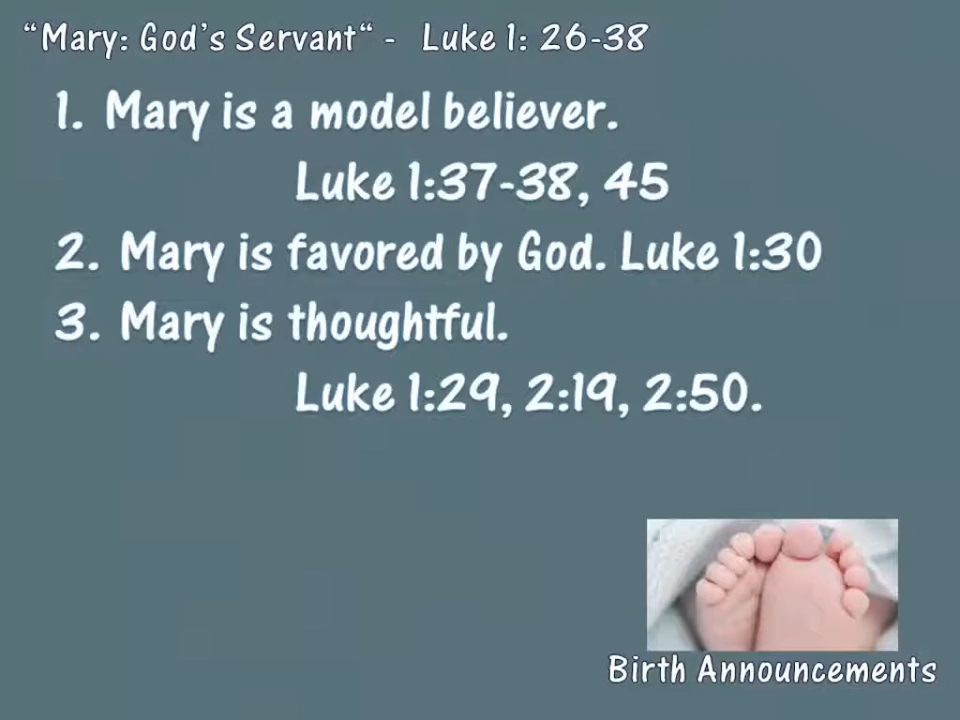 “Mary: God’s Servant“ - Luke 1: 26-38
1. Mary is a model believer.
Luke 1:37-38, 45
2. Mary is favored by God. Luke 1:30
3. Mary is thoughtful.
Luke 1:29, 2:19, 2:50.
Birth Announcements